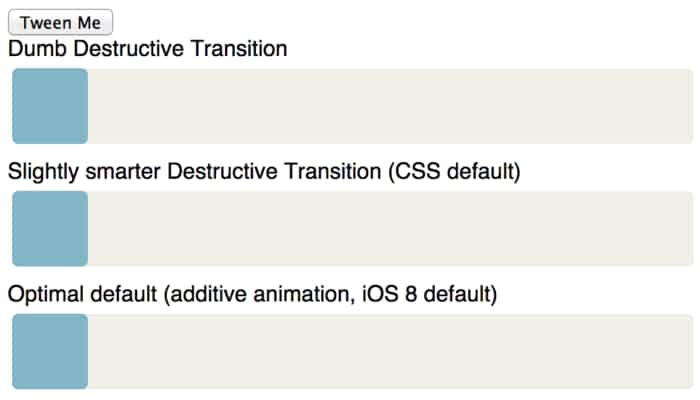 Tween Me
Dumb Destructive Transition
Slightly smarter Destructive Transition (CSS default)
Optimal default (additive animation, iOS 8 default)